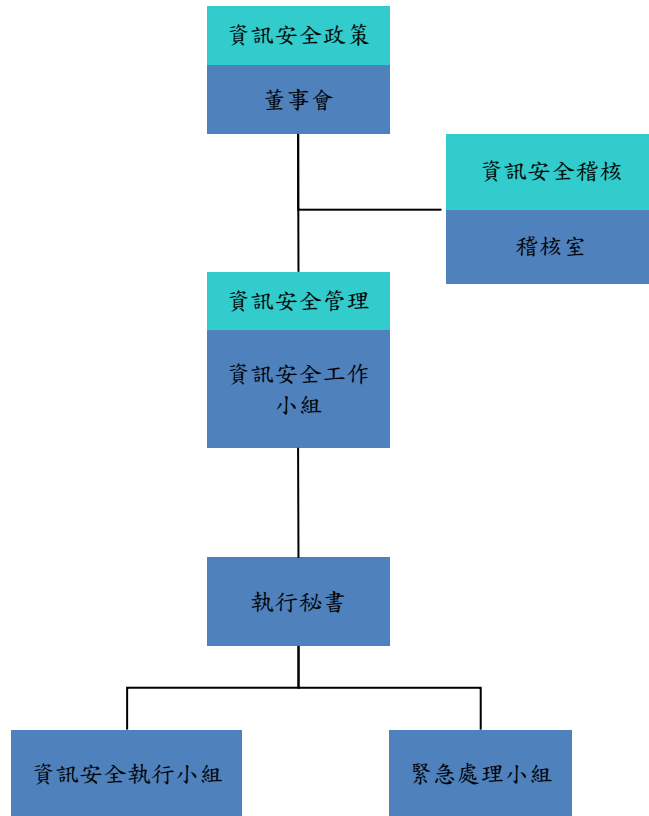 資訊安全政策
董事會
資訊安全稽核
稽核室
資訊安全管理
資訊安全工作
小組
執行秘書
資訊安全執行小組
緊急處理小組